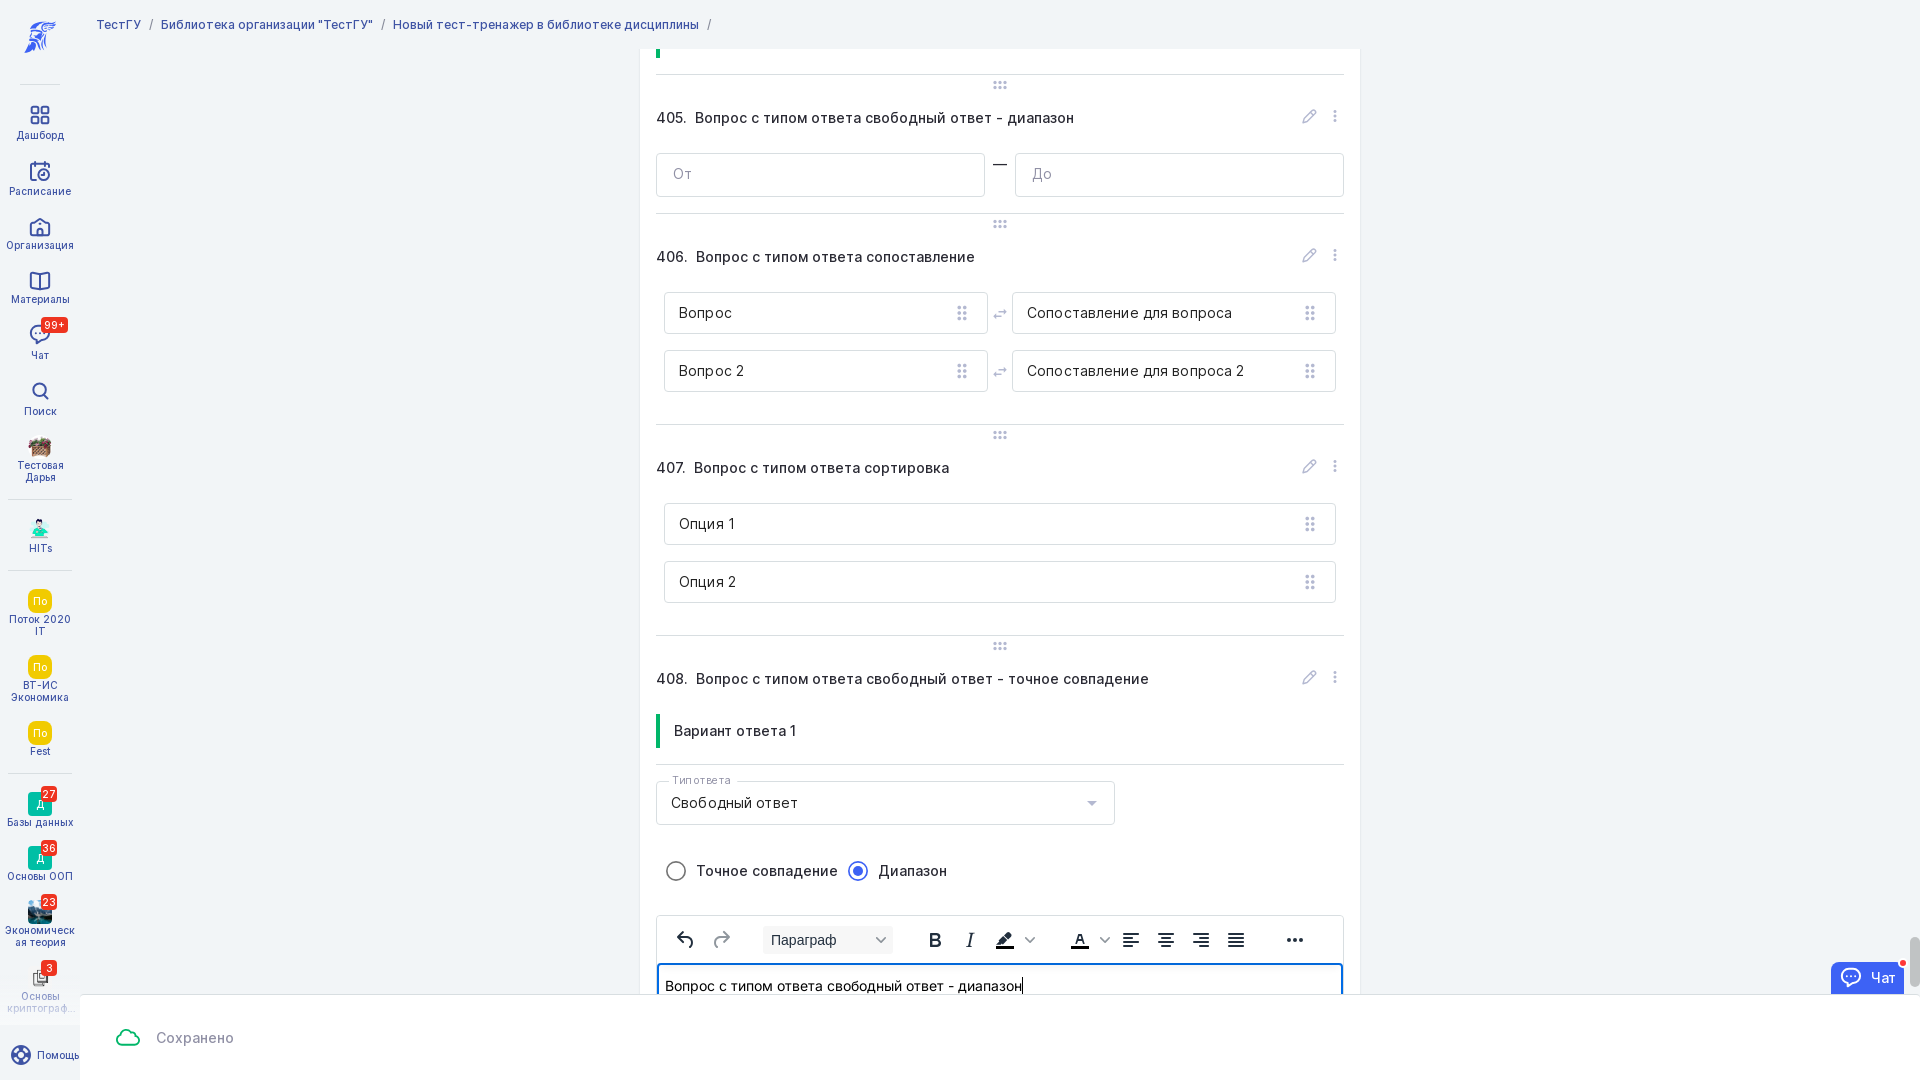 ТестГУ / Библиотека организации "ТестГУ" / Новый тест-тренажер в библиотеке дисциплины /
Дашборд
Расписание
Организация
Материалы
99+
Чат
Поиск
Тестовая
Дарья
HITs
По
Поток 2020
IT
По
ВТ-ИС
Экономика
По
Fest
27
Д
Базы данных
36
Д
Основы ООП
23
Экономическ
ая теория
3
Основы
криптограф...
Помощь
405. Вопрос с типом ответа свободный ответ - диапазон
От — До
406. Вопрос с типом ответа сопоставление
Вопрос Сопоставление для вопроса
Вопрос 2 Сопоставление для вопроса 2
407. Вопрос с типом ответа сортировка
Опция 1
Опция 2
408. Вопрос с типом ответа свободный ответ - точное совпадение
Вариант ответа 1
Тип ответа
Свободный ответ
Точное совпадение Диапазон
Параграф B I A
Вопрос с типом ответа свободный ответ - диапазон
Чат
Сохранено